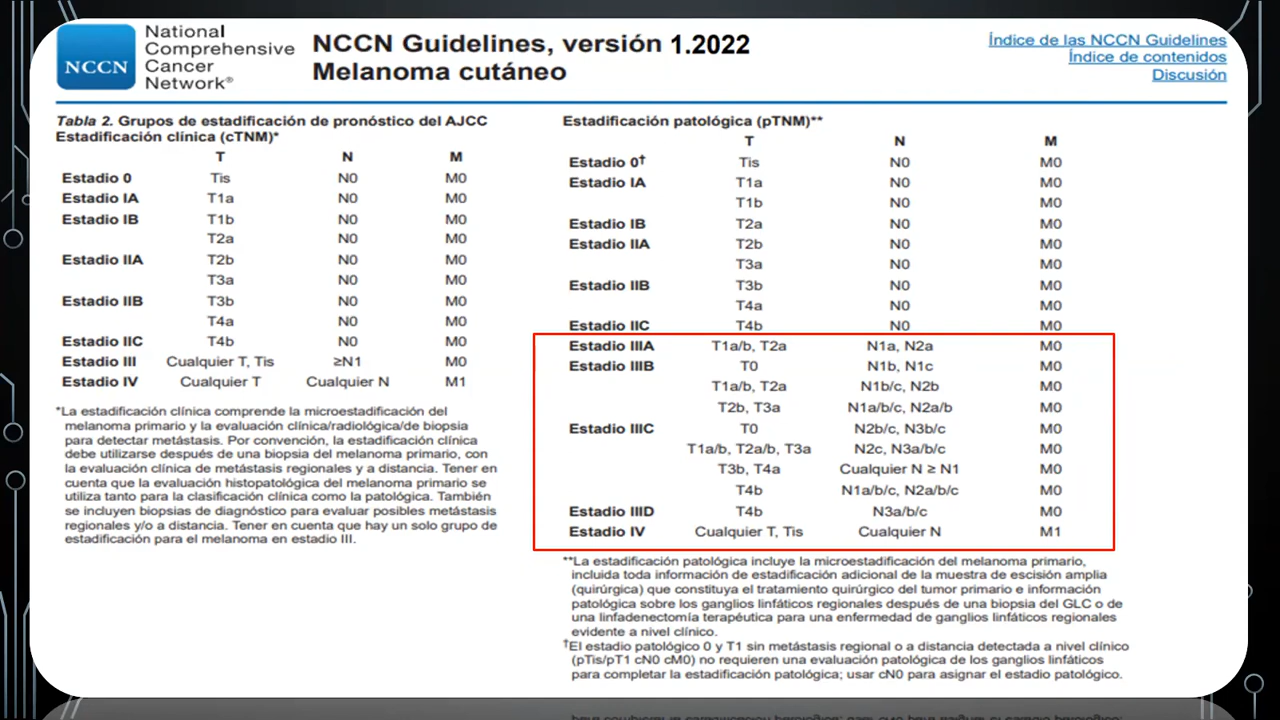 National
Comprehensive
Cancer
Network®
NCCN
NCCN Guidelines, versión 1.2022
Melanoma cutáneo
Índice de las NCCN Guidelines
Índice de contenidos
Discusión
Tabla 2. Grupos de estadificación de pronóstico del AJCC
Estadificación clínica (cTNM)*
T N M
Estadio 0 Tis N0 M0
Estadio IA T1a N0 M0
Estadio IB T1b N0 M0
T2a N0 M0
Estadio IIA T2b N0 M0
T3a N0 M0
Estadio IIB T3b N0 M0
T4a N0 M0
Estadio IIC T4b N0 M0
Estadio III Cualquier T, Tis ≥N1 M0
Estadio IV Cualquier T Cualquier N M1
*La estadificación clínica comprende la microestadificación del
melanoma primario y la evaluación clínica/radiológica/de biopsia
para detectar metástasis. Por convención, la estadificación clínica
debe utilizarse después de una biopsia del melanoma primario, con
la evaluación clínica de metástasis regionales y a distancia. Tener en
cuenta que la evaluación histopatológica del melanoma primario se
utiliza tanto para la clasificación clínica como la patológica. También
se incluyen biopsias de diagnóstico para evaluar posibles metástasis
regionales y/o a distancia. Tener en cuenta que hay un solo grupo de
estadificación para el melanoma en estadio III.
Estadificación patológica (pTNM)**
T N M
Estadio 0† Tis N0 M0
Estadio IA T1a N0 M0
T1b N0 M0
Estadio IB T2a N0 M0
Estadio IIA T2b N0 M0
T3a N0 M0
Estadio IIB T3b N0 M0
T4a N0 M0
Estadio IIC T4b N0 M0
Estadio IIIA T1a/b, T2a N1a, N2a M0
Estadio IIIB T0 N1b, N1c M0
T1a/b, T2a N1b/c, N2b M0
T2b, T3a N1a/b/c, N2a/b M0
Estadio IIIC T0 N2b/c, N3b/c M0
T1a/b, T2a/b, T3a N2c, N3a/b/c M0
T3b, T4a Cualquier N ≥ N1 M0
T4b N1a/b/c, N2a/b/c M0
Estadio IIID T4b N3a/b/c M0
Estadio IV Cualquier T, Tis Cualquier N M1
**La estadificación patológica incluye la microestadificación del melanoma primario,
incluida toda información de estadificación adicional de la muestra de escisión amplia
(quirúrgica) que constituya el tratamiento quirúrgico del tumor primario e información
patológica sobre los ganglios linfáticos regionales después de una biopsia del GLC o de
una linfadenectomía terapéutica para una enfermedad de ganglios linfáticos regionales
evidente a nivel clínico.
†El estadio patológico 0 y T1 sin metástasis regional o a distancia detectada a nivel clínico
(pTis/pT1 cN0 cM0) no requieren una evaluación patológica de los ganglios linfáticos
para completar la estadificación patológica; usar cN0 para asignar el estadio patológico.